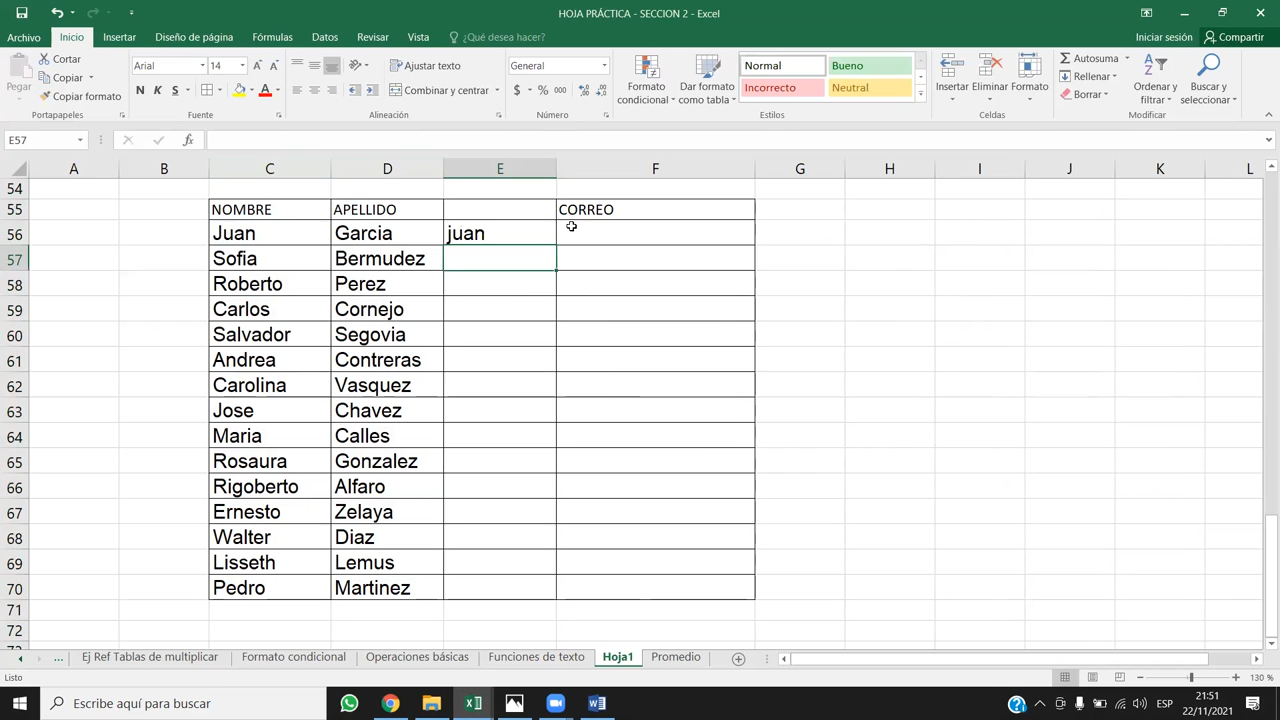 HOJA PRÁCTICA - SECCION 2 - Excel
Archivo Inicio Insertar Diseño de página Fórmulas Datos Revisar Vista ¿Qué desea hacer? Iniciar sesión Compartir
Pegar
Cortar
Copiar
Copiar formato
Portapapeles
Arial 14
N K S
Fuente
Ajustar texto
Combinar y centrar
Alineación
General
$ % 000
Número
Formato condicional
Dar formato como tabla
Normal Bueno
Incorrecto Neutral
Estilos
Insertar Eliminar Formato
Celdas
Autosuma
Rellenar
Borrar
Ordenar y filtrar
Buscar y seleccionar
Modificar
E57 fx
A B C D E F G H I J K L
54
55 NOMBRE APELLIDO CORREO
56 Juan Garcia juan
57 Sofia Bermudez
58 Roberto Perez
59 Carlos Cornejo
60 Salvador Segovia
61 Andrea Contreras
62 Carolina Vasquez
63 Jose Chavez
64 Maria Calles
65 Rosaura Gonzalez
66 Rigoberto Alfaro
67 Ernesto Zelaya
68 Walter Diaz
69 Lisseth Lemus
70 Pedro Martinez
71
72
73
... Ej Ref Tablas de multiplicar Formato condicional Operaciones básicas Funciones de texto Hoja1 Promedio
Listo 130 %
Escribe aquí para buscar
ESP
21:51
22/11/2021